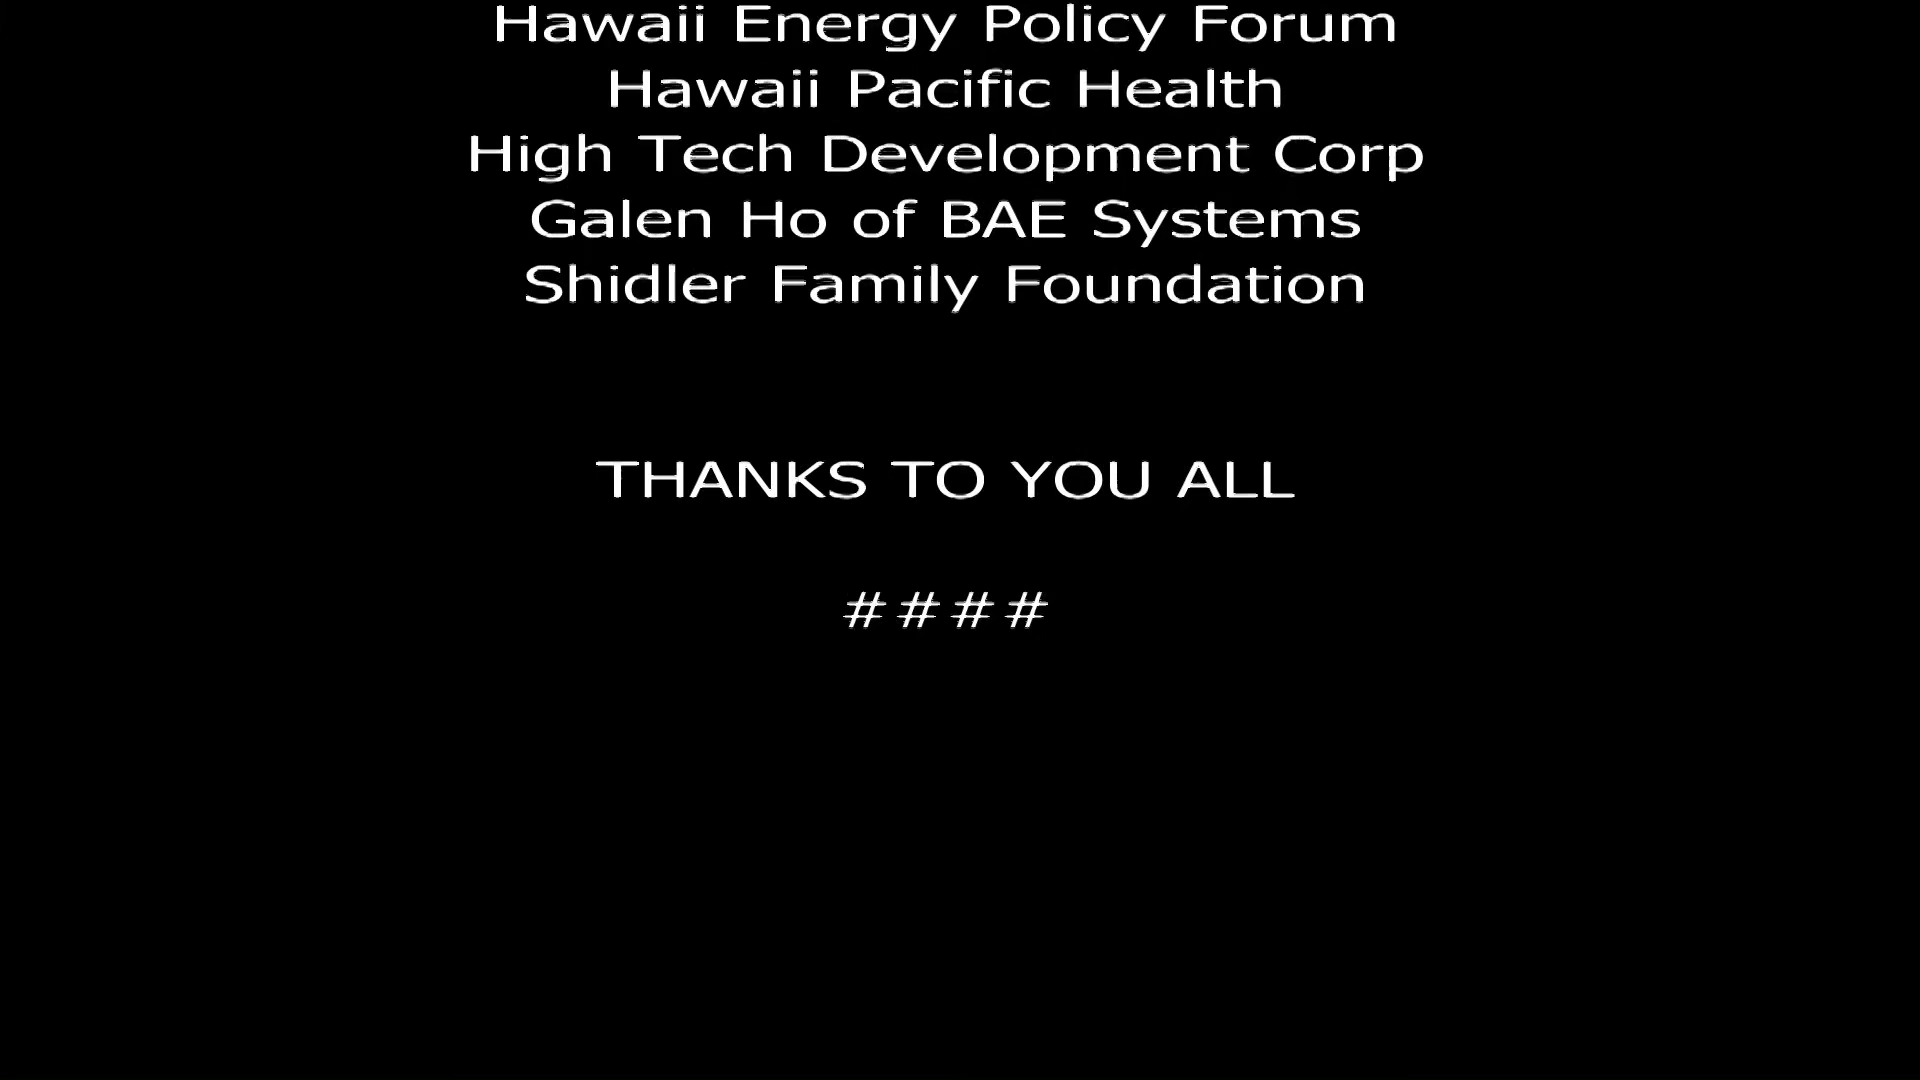 Hawaii Energy Policy Forum
Hawaii Pacific Health
High Tech Development Corp
Galen Ho of BAE Systems
Shidler Family Foundation
THANKS TO YOU ALL
####